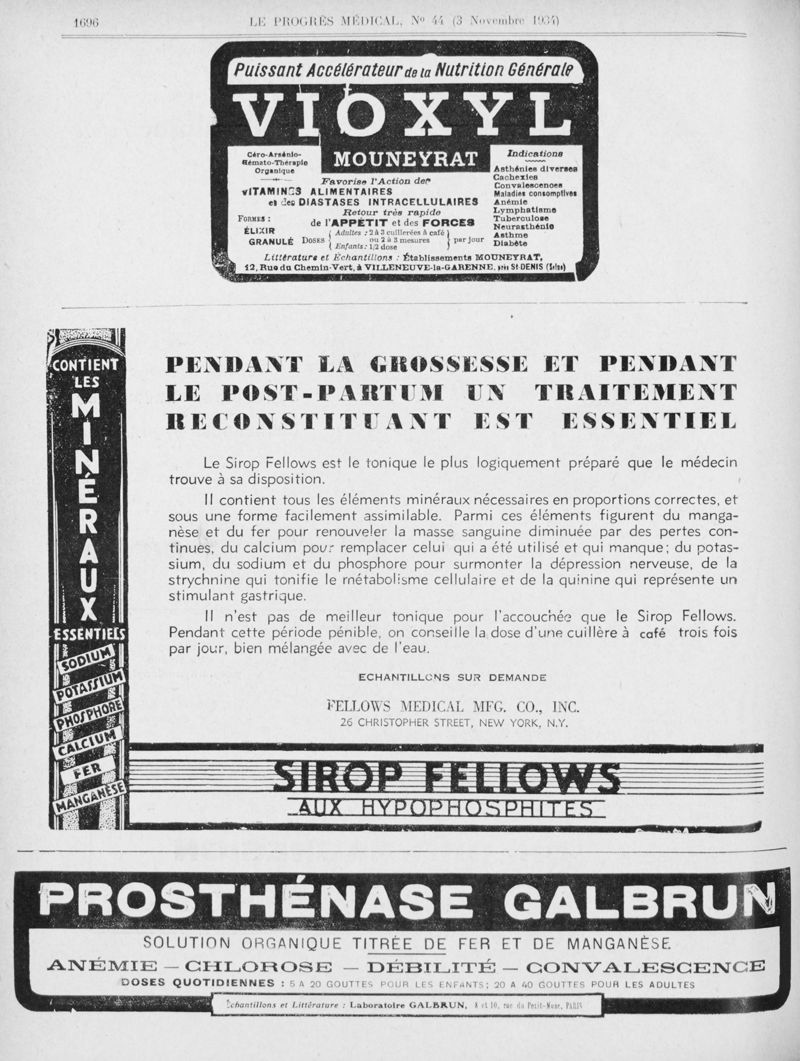 1696
LE PROGRÈS MÉDICAL, No 44 (3 Novembre 1934)
Puissant Accélérateur de la Nutrition Générale
VIOXYL
MOUNEYRAT
Céro-Arsénio-
Hémato-Thérapie
Organique
Favorise l'Action des
VITAMINES ALIMENTAIRES
et des DIASTASES INTRACELLULAIRES
Retour très rapide
de l'APPÉTIT et des FORCES
FORMES :
ÉLIXIR
GRANULÉ
DOSES
Adultes : 2 à 3 cuillerées à café
ou 2 à 3 mesures
Enfants : 1/2 dose
par jour
Indications
Asthénies diverses
Cachexies
Convalescences
Maladies consomptives
Anémie
Lymphatisme
Tuberculose
Neurasthénie
Asthme
Diabète
Littérature et Echantillons : Établissements MOUNEYRAT,
12, Rue du Chemin-Vert, à VILLENEUVE-la-GARENNE, près St-DENIS (Seine)
CONTIENT
LES
MINÉRAUX
ESSENTIELS
SODIUM
POTASSIUM
PHOSPHORE
CALCIUM
FER
MANGANÈSE
PENDANT LA GROSSESSE ET PENDANT
LE POST-PARTUM UN TRAITEMENT
RECONSTITUANT EST ESSENTIEL
Le Sirop Fellows est le tonique le plus logiquement préparé que le médecin
trouve à sa disposition.
Il contient tous les éléments minéraux nécessaires en proportions correctes, et
sous une forme facilement assimilable. Parmi ces éléments figurent du manga-
nèse et du fer pour renouveler la masse sanguine diminuée par des pertes con-
tinues, du calcium pour remplacer celui qui a été utilisé et qui manque; du potas-
sium, du sodium et du phosphore pour surmonter la dépression nerveuse, de la
strychnine qui tonifie le métabolisme cellulaire et de la quinine qui représente un
stimulant gastrique.
Il n'est pas de meilleur tonique pour l'accouchée que le Sirop Fellows.
Pendant cette période pénible, on conseille la dose d'une cuillère à café trois fois
par jour, bien mélangée avec de l'eau.
ECHANTILLONS SUR DEMANDE
FELLOWS MEDICAL MFG. CO., INC.
26 CHRISTOPHER STREET, NEW YORK, N.Y.
SIROP FELLOWS
AUX HYPOPHOSPHITES
PROSTHÉNASE GALBRUN
SOLUTION ORGANIQUE TITRÉE DE FER ET DE MANGANÈSE
ANÉMIE – CHLOROSE – DÉBILITÉ – CONVALESCENCE
DOSES QUOTIDIENNES : 5 A 20 GOUTTES POUR LES ENFANTS; 20 A 40 GOUTTES POUR LES ADULTES
Échantillons et Littérature : Laboratoire GALBRUN, 8 et 10, rue du Petit-Musc, PARIS